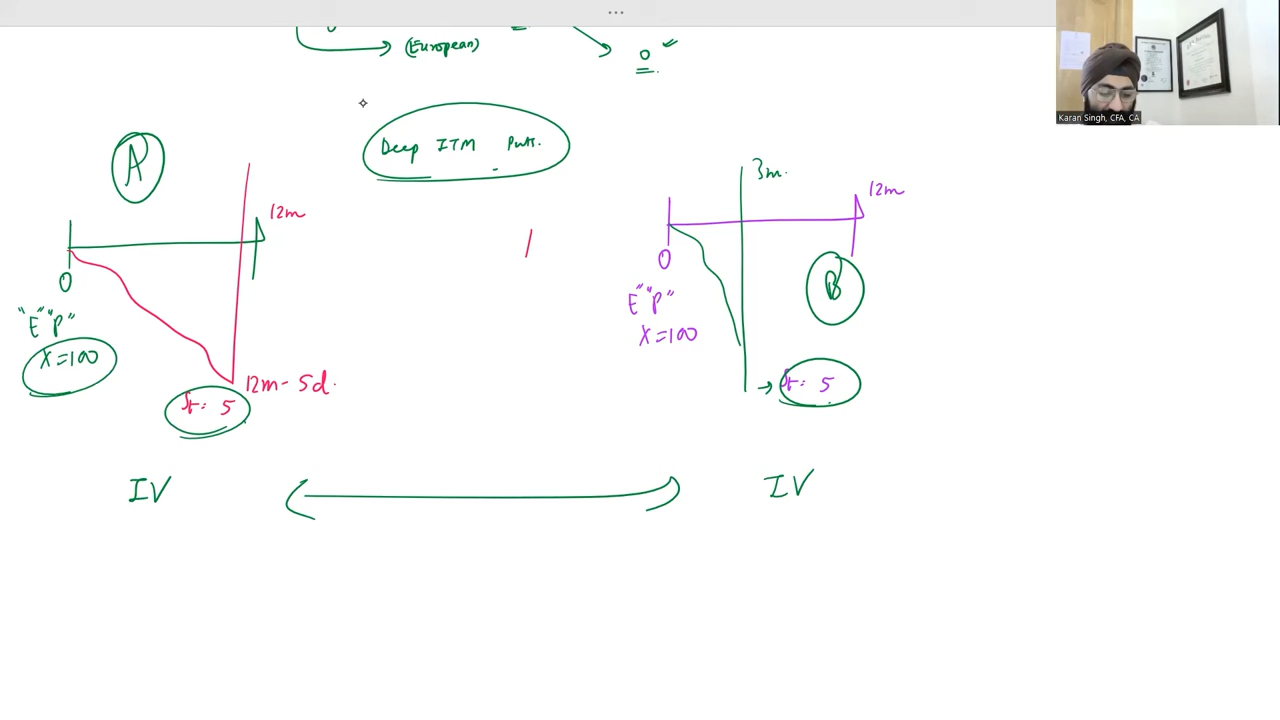 (European)
0
Deep ITM Puts.
A
12m
0
"E" "P"
X=100
12m - 5d.
St: 5
3m.
12m
0
"E" "P"
X=100
B
St: 5
IV
IV
Karan Singh, CFA, CA